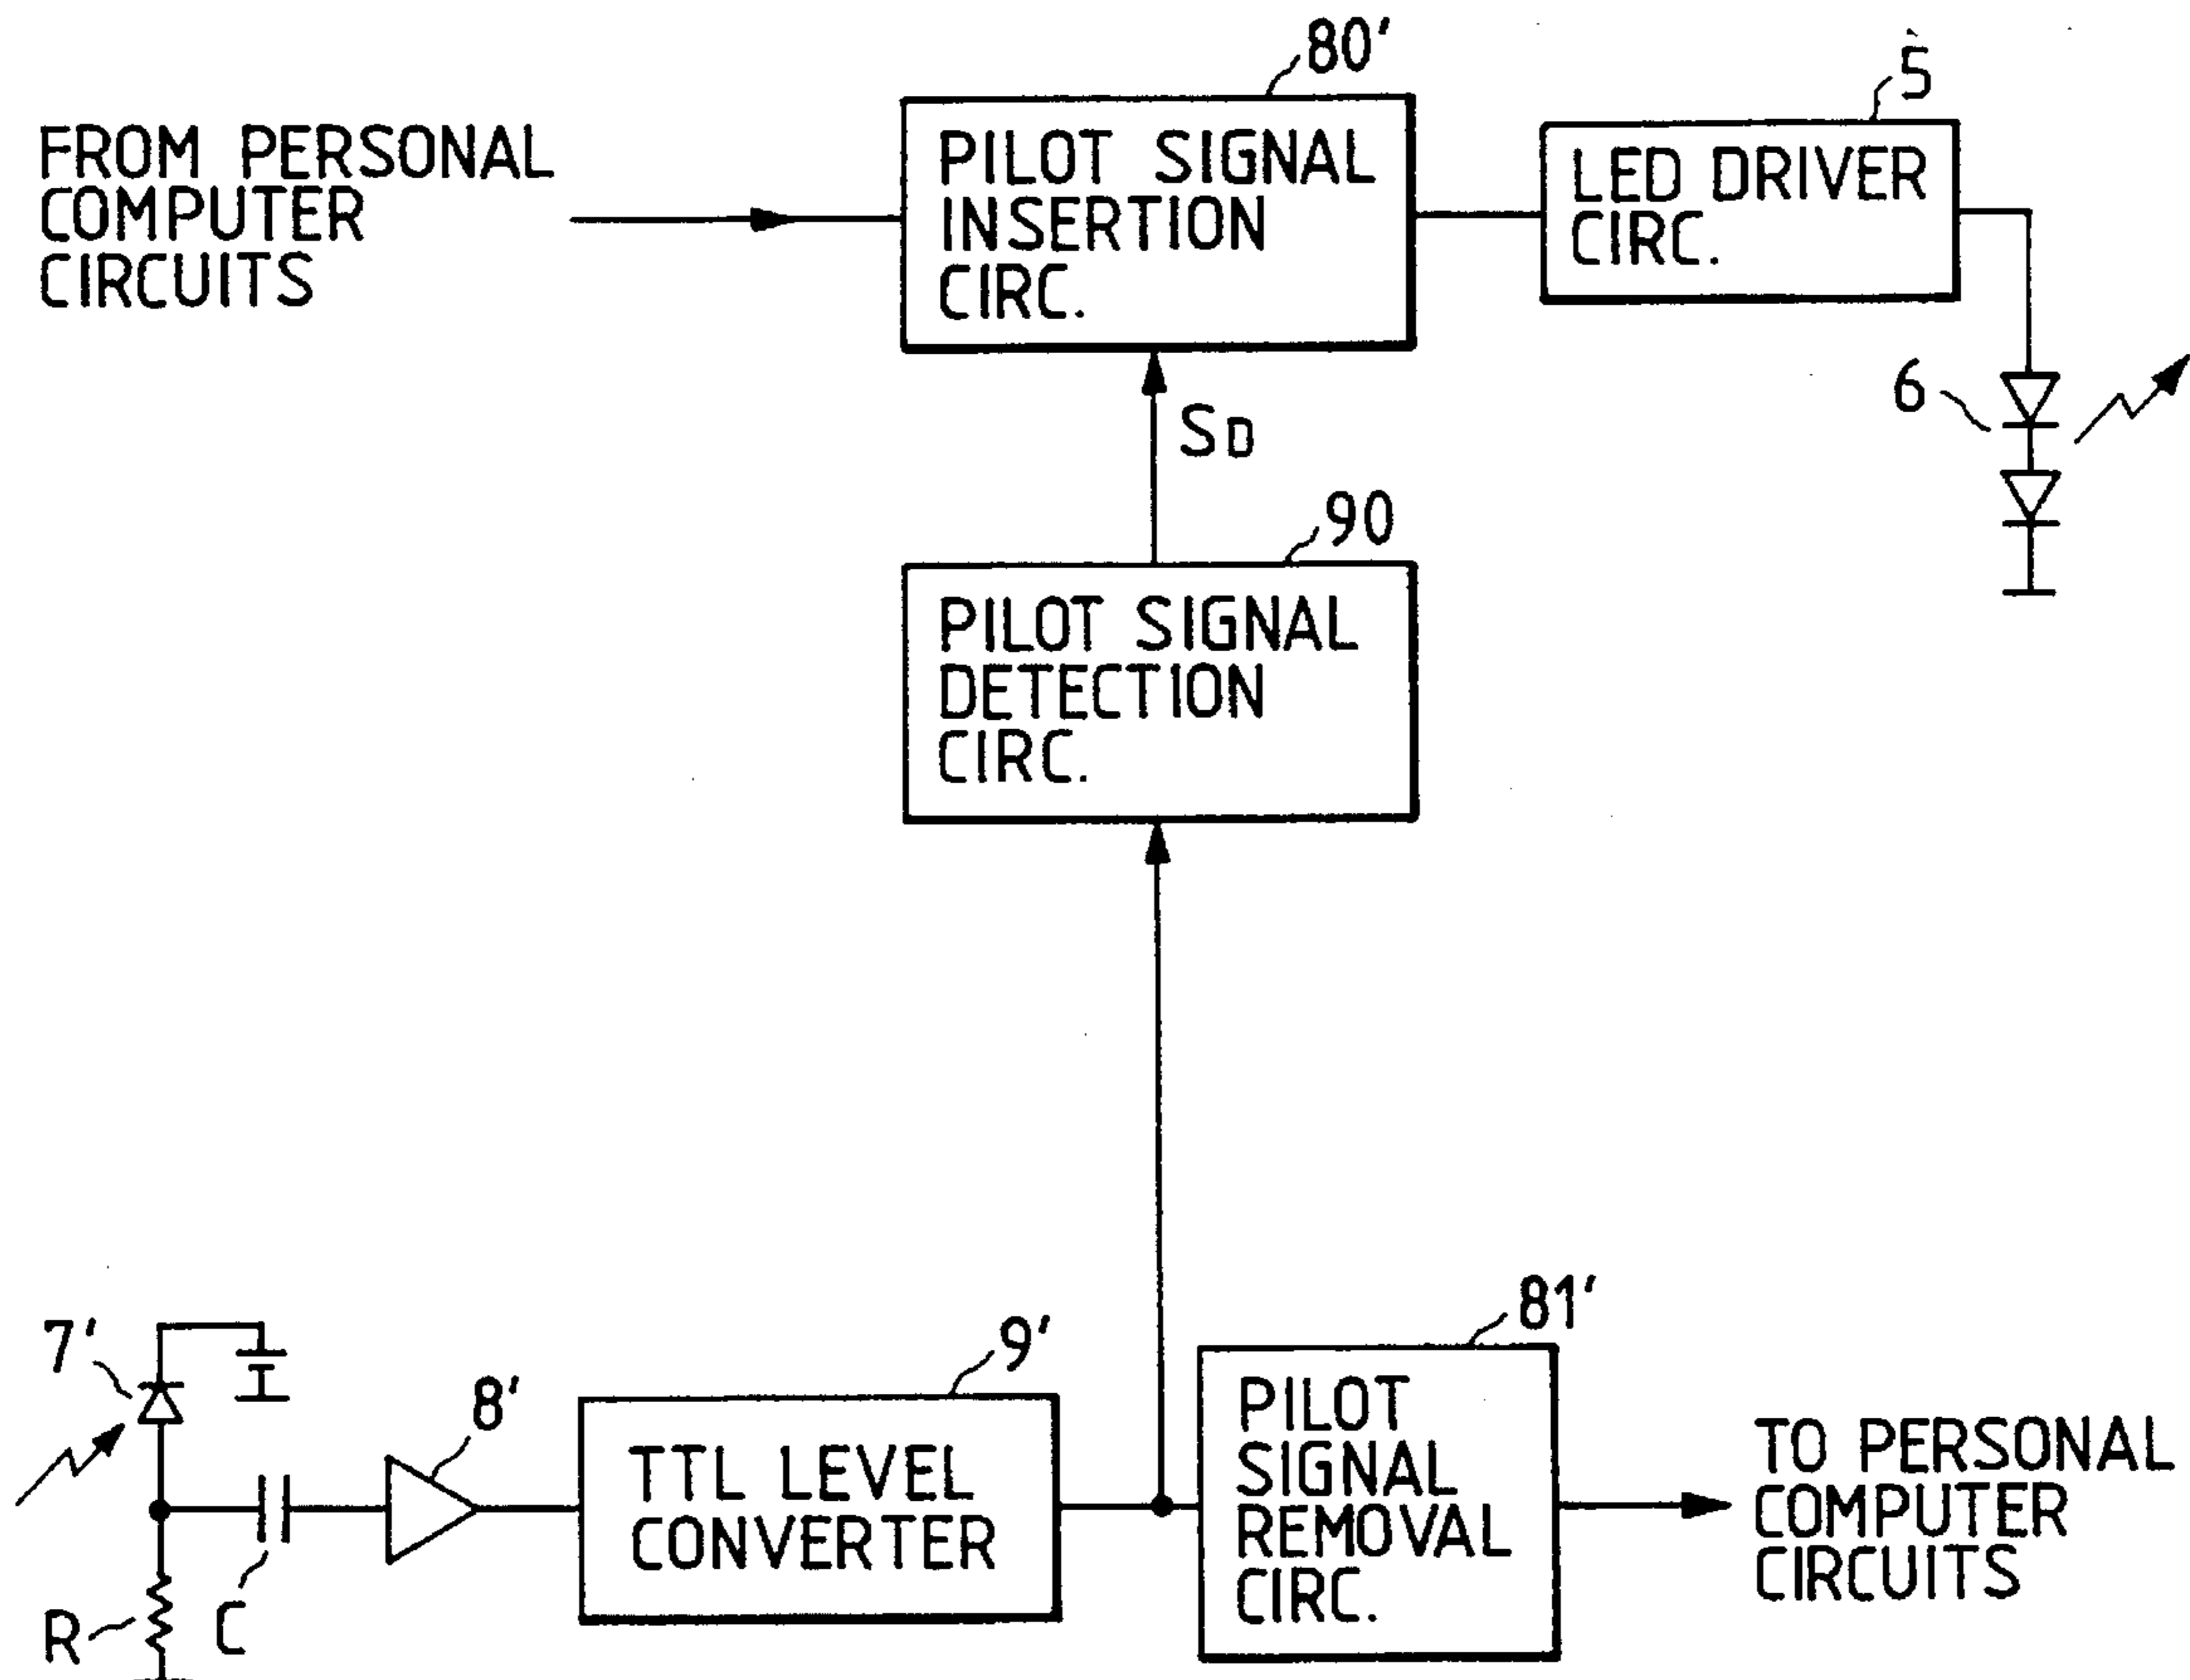 80'
5
FROM PERSONAL
COMPUTER
CIRCUITS
PILOT SIGNAL
INSERTION
CIRC.
LED DRIVER
CIRC.
6
SD
90
PILOT SIGNAL
DETECTION
CIRC.
7'
8'
9'
81'
TTL LEVEL
CONVERTER
PILOT
SIGNAL
REMOVAL
CIRC.
TO PERSONAL
COMPUTER
CIRCUITS
R
C